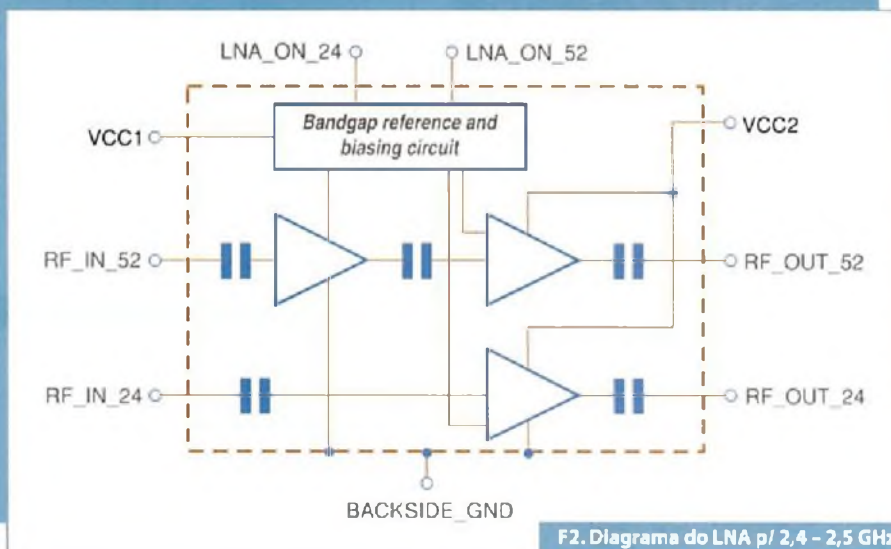 LNA_ON_24
LNA_ON_52
VCC1
Bandgap reference and
biasing circuit
VCC2
RF_IN_52
RF_OUT_52
RF_IN_24
RF_OUT_24
BACKSIDE_GND
F2. Diagrama do LNA p/ 2,4 – 2,5 GHz